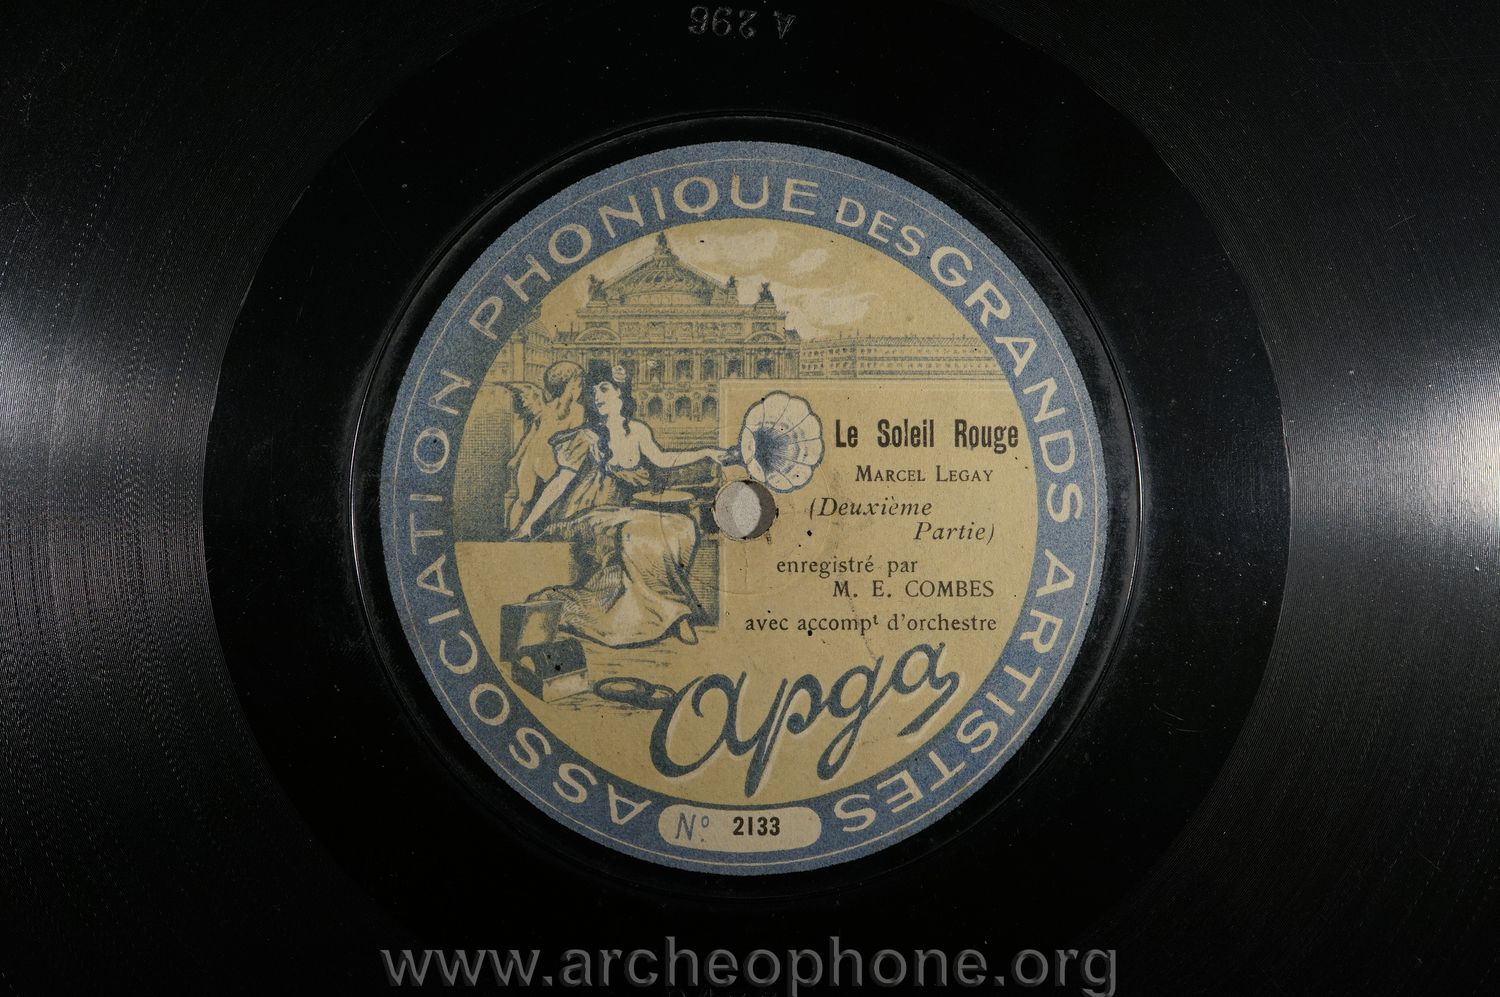 A 296
ASSOCIATION PHONIQUE DES GRANDS ARTISTES
Le Soleil Rouge
MARCEL LEGAY
(Deuxième
Partie)
enregistré par
M. E. COMBES
avec accompt d'orchestre
apga
No 2133
www.archeophone.org